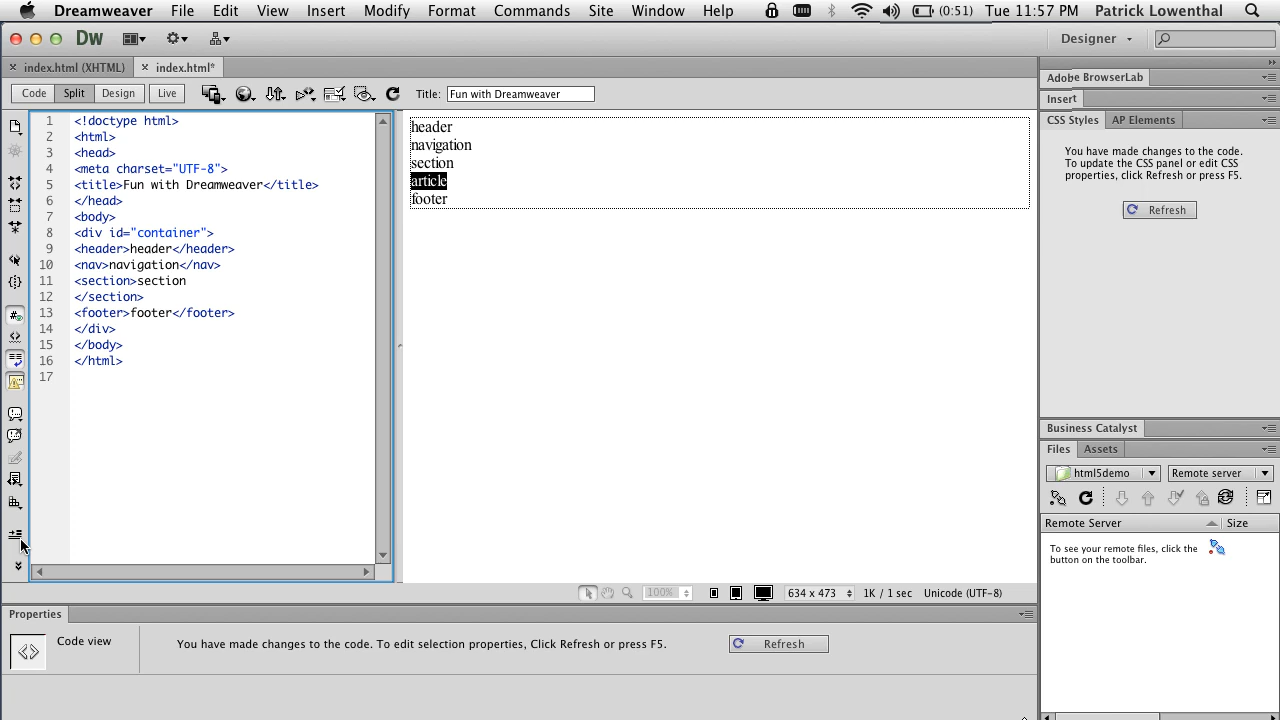 Dreamweaver File Edit View Insert Modify Format Commands Site Window Help (0:51) Tue 11:57 PM Patrick Lowenthal
Dw Designer
index.html (XHTML) index.html*
Code Split Design Live Title: Fun with Dreamweaver
1 <!doctype html>
2 <html>
3 <head>
4 <meta charset="UTF-8">
5 <title>Fun with Dreamweaver</title>
6 </head>
7 <body>
8 <div id="container">
9 <header>header</header>
10 <nav>navigation</nav>
11 <section>section
12 </section>
13 <footer>footer</footer>
14 </div>
15 </body>
16 </html>
17
header
navigation
section
article
footer
Adobe BrowserLab
Insert
CSS Styles AP Elements
You have made changes to the code.
To update the CSS panel or edit CSS
properties, click Refresh or press F5.
Refresh
Business Catalyst
Files Assets
html5demo Remote server
Remote Server Size
To see your remote files, click the
button on the toolbar.
100% 634 x 473 1K / 1 sec Unicode (UTF-8)
Properties
Code view You have made changes to the code. To edit selection properties, Click Refresh or press F5. Refresh